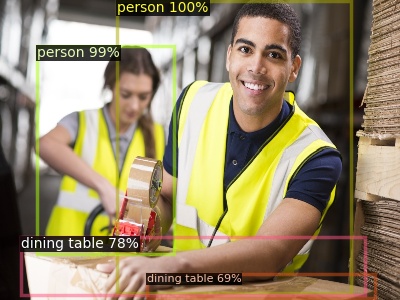 person 100%
person 99%
dining table 78%
dining table 69%